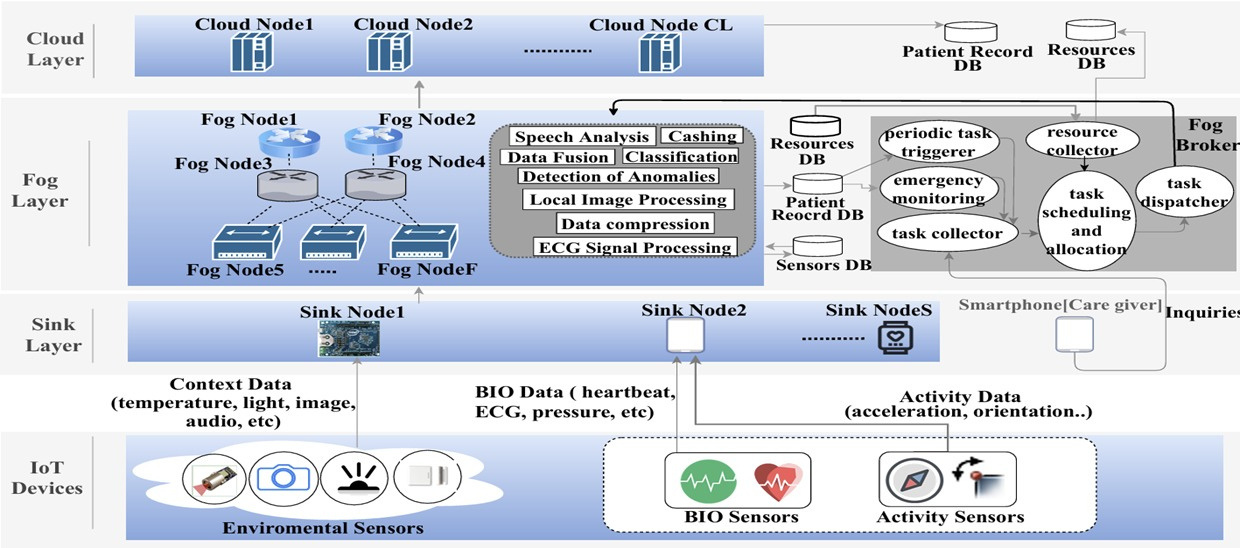 Cloud
Layer
Cloud Node1
Cloud Node2
Cloud Node CL
Patient Record
DB
Resources
DB
Fog
Layer
Fog Node1
Fog Node2
Fog Node3
Fog Node4
Fog Node5
Fog NodeF
Speech Analysis
Cashing
Data Fusion
Classification
Detection of Anomalies
Local Image Processing
Data compression
ECG Signal Processing
Resources
DB
Patient
Reocrd DB
Sensors DB
periodic task
triggerer
emergency
monitoring
task collector
resource
collector
task
scheduling
and
allocation
Fog
Broker
task
dispatcher
Sink
Layer
Sink Node1
Sink Node2
Sink NodeS
Smartphone[Care giver]
Inquiries
Context Data
(temperature, light, image,
audio, etc)
BIO Data ( heartbeat,
ECG, pressure, etc)
Activity Data
(acceleration, orientation..)
IoT
Devices
Enviromental Sensors
BIO Sensors
Activity Sensors